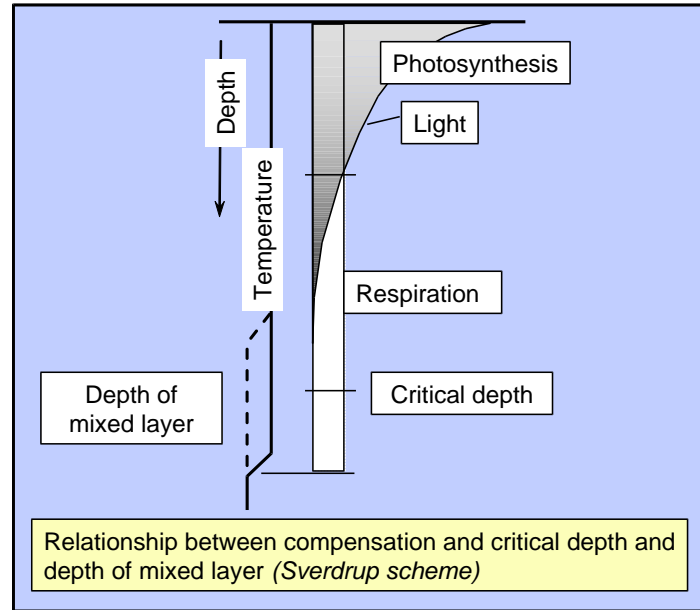 Photosynthesis
Depth
Light
Temperature
Respiration
Depth of
mixed layer
Critical depth
Relationship between compensation and critical depth and
depth of mixed layer (Sverdrup scheme)